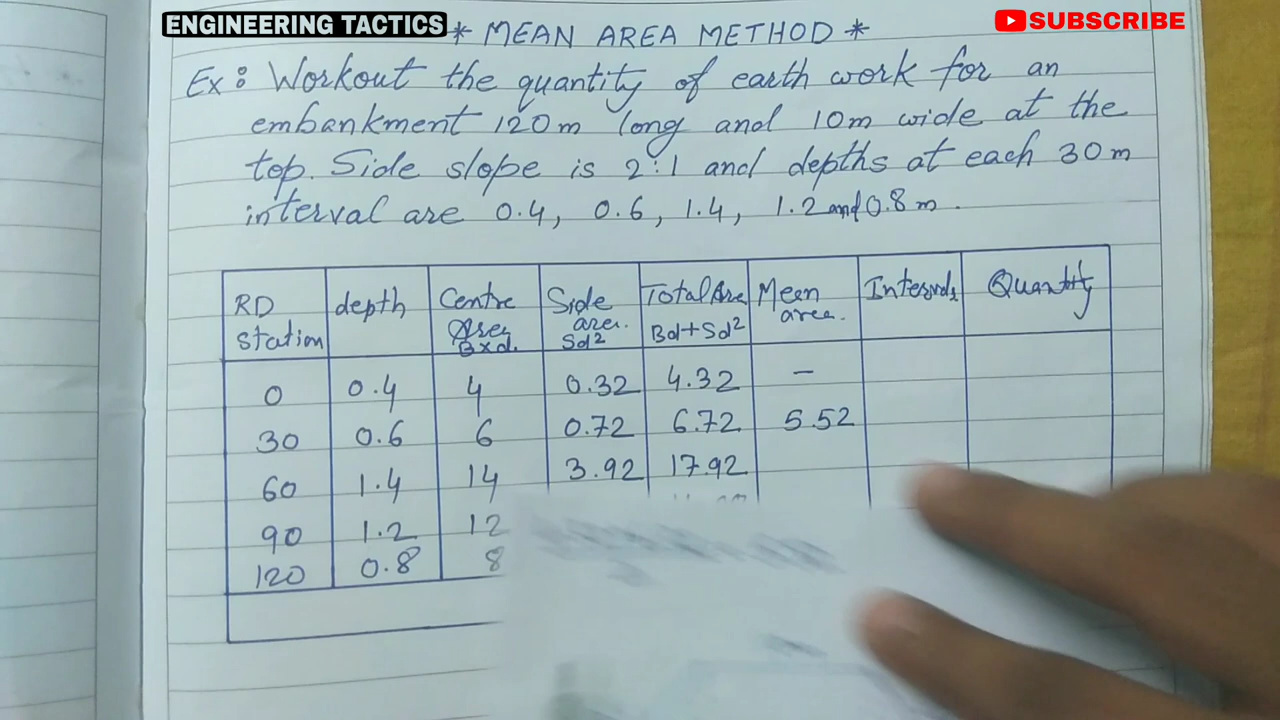 ENGINEERING TACTICS
SUBSCRIBE
* MEAN AREA METHOD *
Ex: Workout the quantity of earth work for an
embankment 120m long and 10m wide at the
top. Side slope is 2:1 and depths at each 30m
interval are 0.4, 0.6, 1.4, 1.2 and 0.8m.
RD Station | depth | Centre Area Bxd. | Side area. Sd² | Total Are Bd+Sd² | Mean area. | Intervals | Quantity
0 | 0.4 | 4 | 0.32 | 4.32 | –
30 | 0.6 | 6 | 0.72 | 6.72 | 5.52
60 | 1.4 | 14 | 3.92 | 17.92
90 | 1.2 | 12
120 | 0.8 | 8